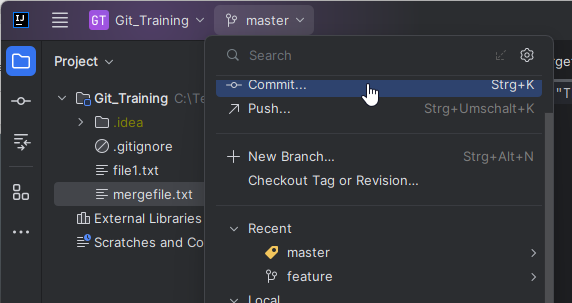 IJ
GT Git_Training
master
Search
Project
Commit... Strg+K
Push... Strg+Umschalt+K
Git_Training C:\Te
.idea
.gitignore
New Branch... Strg+Alt+N
file1.txt
Checkout Tag or Revision...
mergefile.txt
External Libraries
Recent
Scratches and Co
master
feature
Local
"T